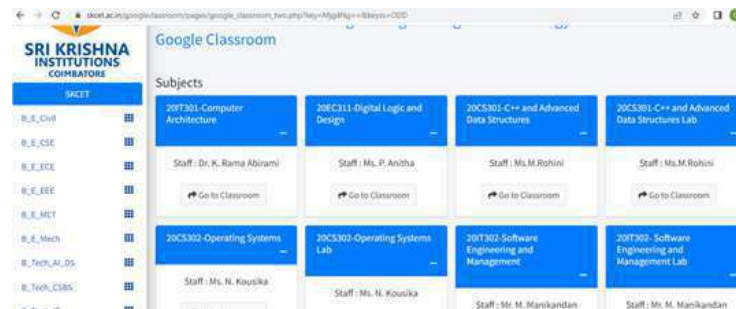 skcet.ac.in/google/classroom/pages/google_classroom_two.php?key=
SRI KRISHNA
INSTITUTIONS
COIMBATORE
SKCET
B_E_Civil
B_E_CSE
B_E_ECE
B_E_EEE
B_E_MCT
B_E_Mech
B_Tech_AI_DS
B_Tech_CSBS
Google Classroom
Subjects
20IT301-Computer
Architecture
Staff : Dr. K. Rama Abirami
Go to Classroom
20EC311-Digital Logic and
Design
Staff : Ms. P. Anitha
Go to Classroom
20CS301-C++ and Advanced
Data Structures
Staff : Ms.M.Rohini
Go to Classroom
20CS301-C++ and Advanced
Data Structures Lab
Staff : Ms.M.Rohini
Go to Classroom
20CS302-Operating Systems
Staff : Ms. N. Kousika
20CS302-Operating Systems
Lab
Staff : Ms. N. Kousika
20IT302-Software
Engineering and
Management
Staff : Mr. M. Manikandan
20IT302- Software
Engineering and
Management Lab
Staff : Mr. M. Manikandan